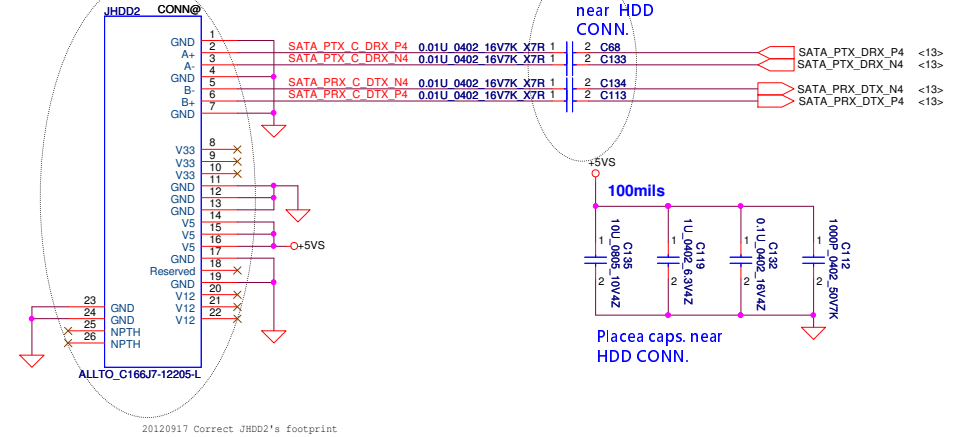 JHDD2 CONN@
near HDD
CONN.
1 GND
2 A+ SATA_PTX_C_DRX_P4 0.01U_0402_16V7K_X7R 1 2 C68 SATA_PTX_DRX_P4 <13>
3 A- SATA_PTX_C_DRX_N4 0.01U_0402_16V7K_X7R 1 2 C133 SATA_PTX_DRX_N4 <13>
4 GND
5 B- SATA_PRX_C_DTX_N4 0.01U_0402_16V7K_X7R 1 2 C134 SATA_PRX_DTX_N4 <13>
6 B+ SATA_PRX_C_DTX_P4 0.01U_0402_16V7K_X7R 1 2 C113 SATA_PRX_DTX_P4 <13>
7 GND
8 V33
9 V33
10 V33
11 GND
12 GND
13 GND
14 V5
15 V5
16 V5 +5VS
17 GND
18 Reserved
19 GND
20 V12
21 V12
22 V12
23 GND
24 GND
25 NPTH
26 NPTH
ALLTO_C166J7-12205-L
+5VS
100mils
1 2 C135 10U_0805_10V4Z
1 2 C119 1U_0402_6.3V4Z
1 2 C132 0.1U_0402_16V4Z
1 2 C112 1000P_0402_50V7K
Placea caps. near
HDD CONN.
20120917 Correct JHDD2's footprint